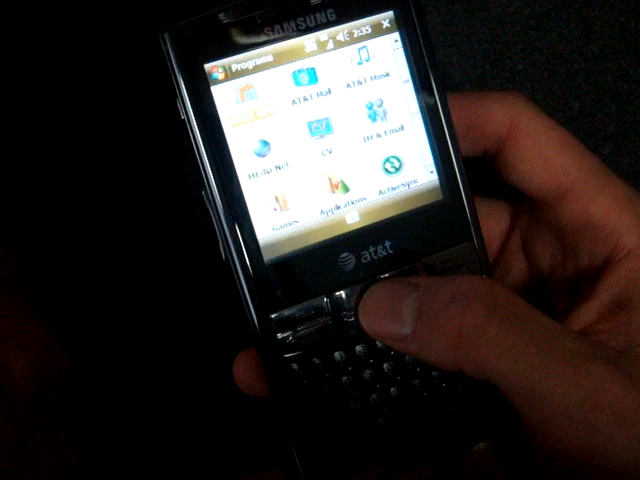 SAMSUNG
Programs 2:35
AT&T Mall AT&T Music
MEdia Net CV IM & Email
Games Applications ActiveSync
at&t